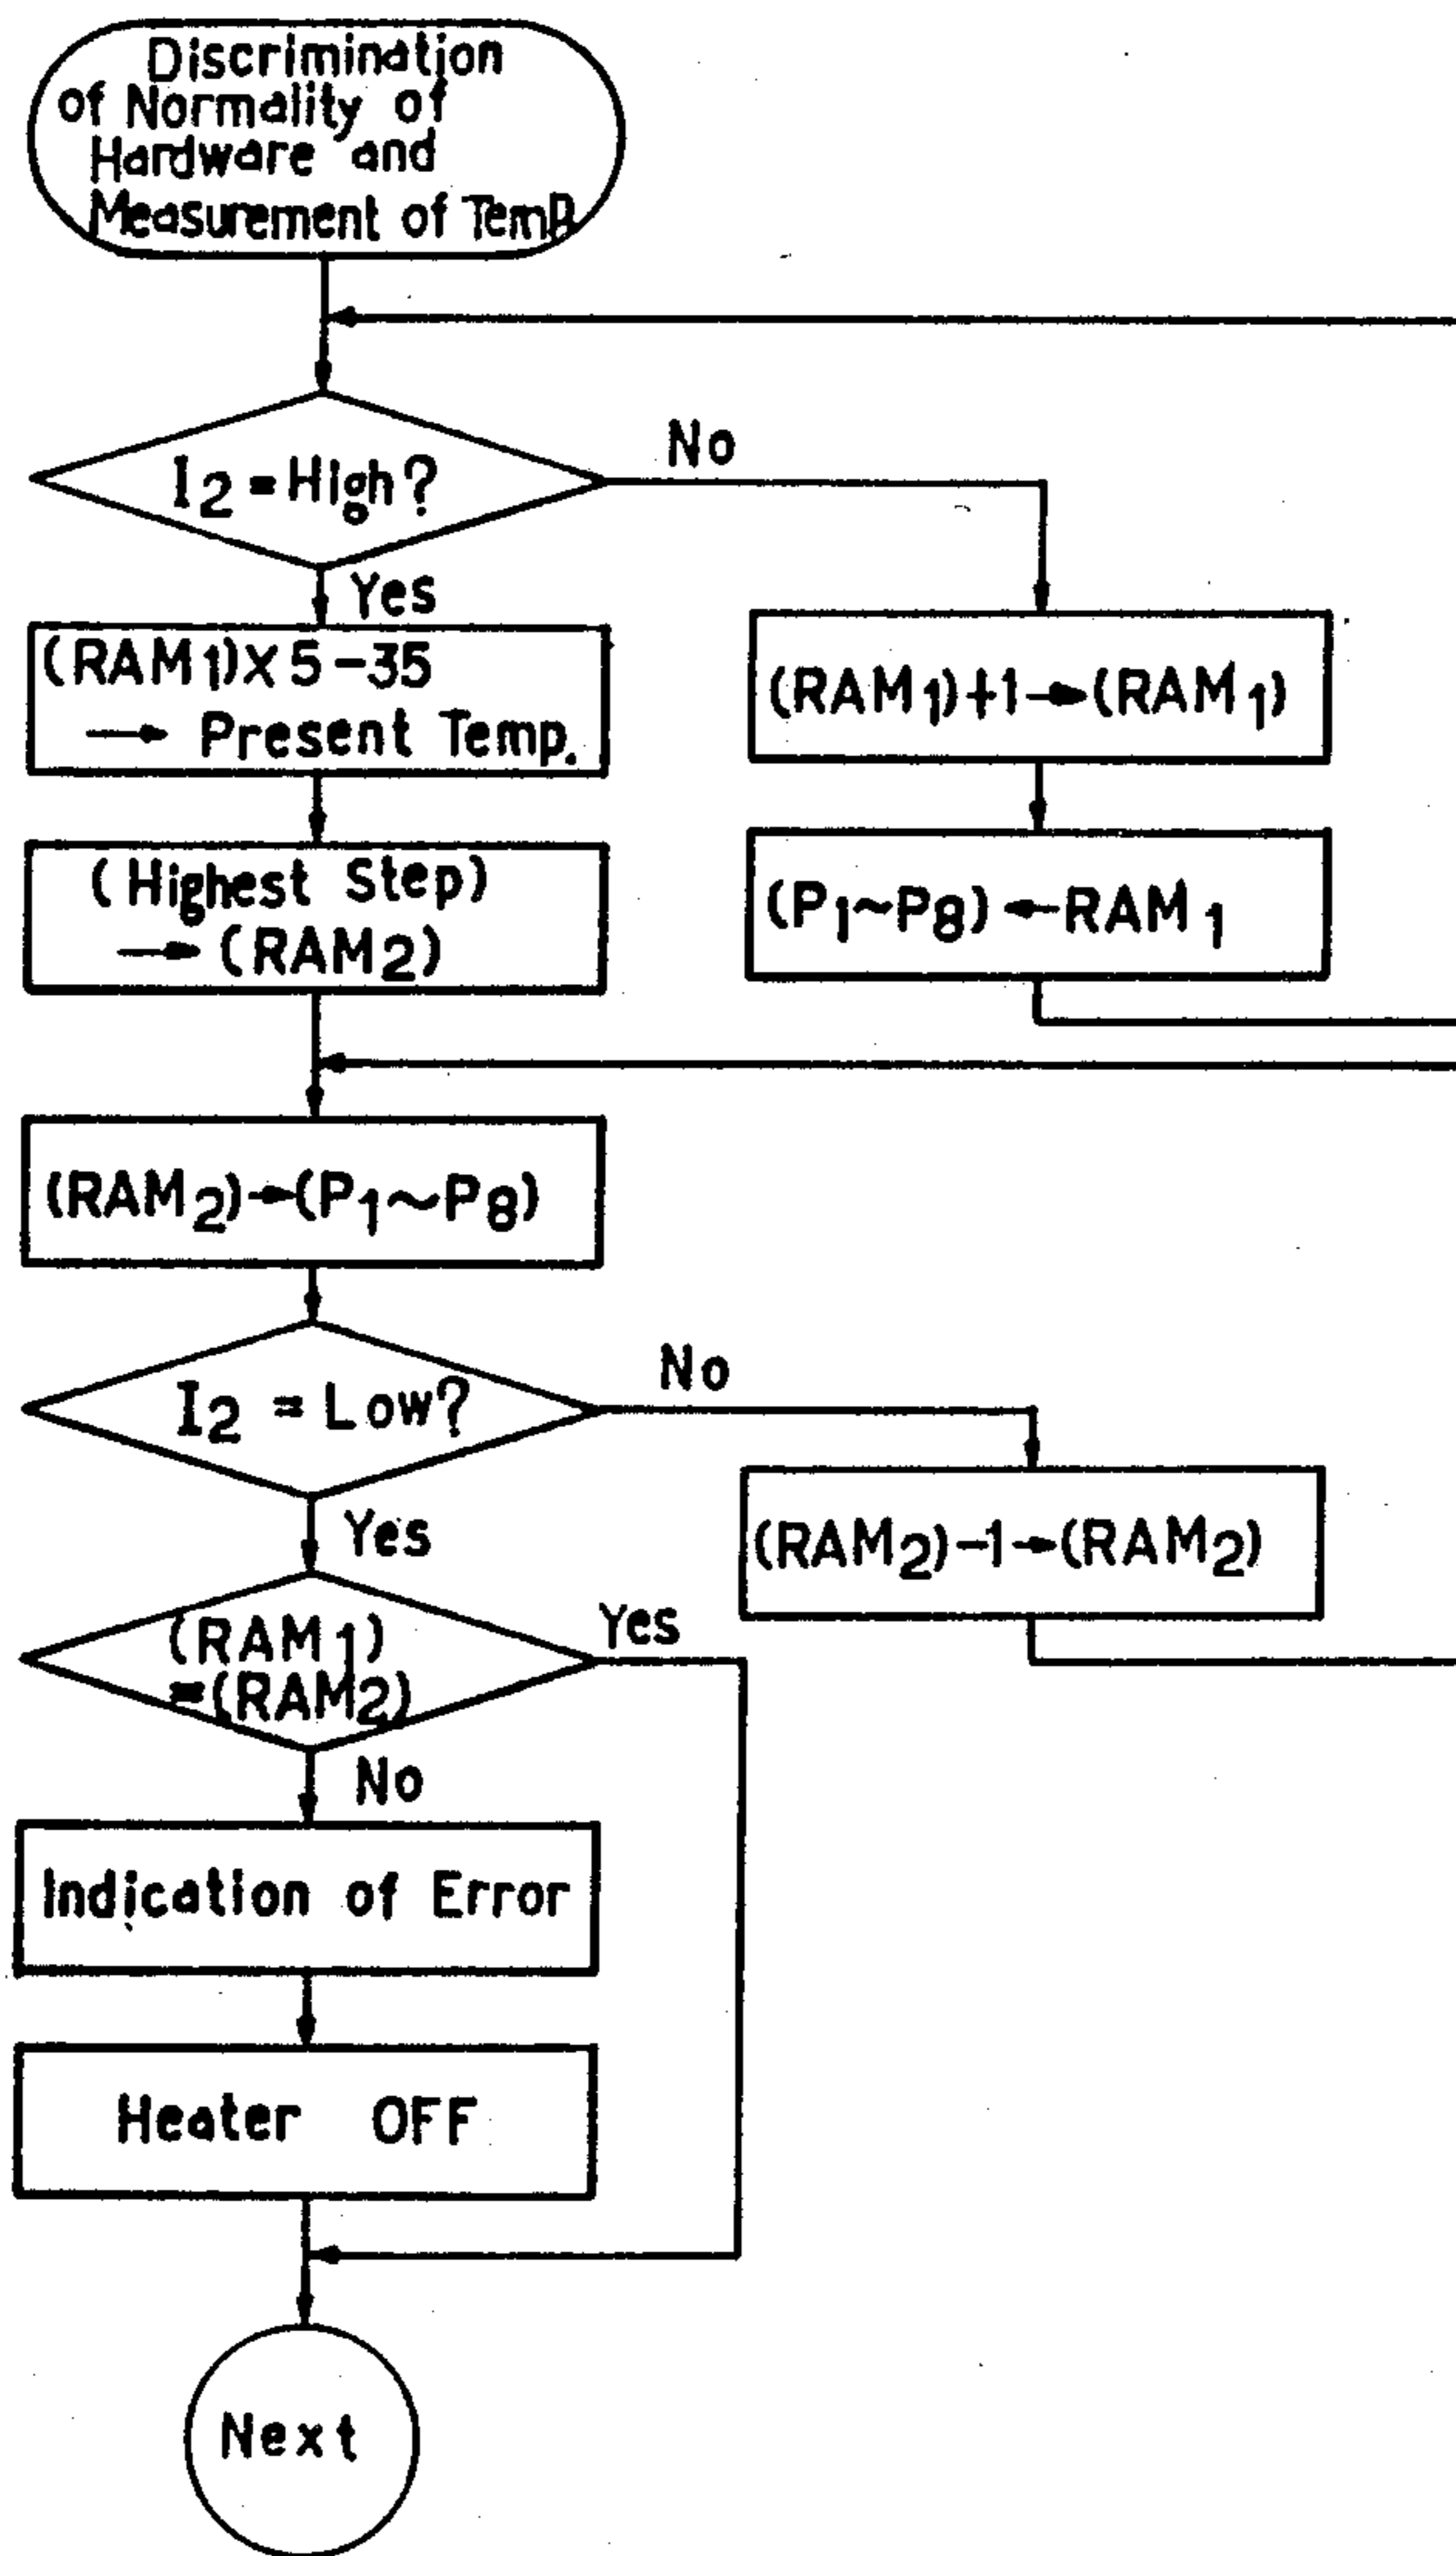 Discrimination
of Normality of
Hardware and
Measurement of Temp.
I2 = High?
No
Yes
(RAM1)X 5-35
→ Present Temp.
(RAM1)+1→(RAM1)
(Highest Step)
→ (RAM2)
(P1~P8)←RAM1
(RAM2)→(P1~P8)
I2 = Low?
No
Yes
(RAM2)-1→(RAM2)
(RAM1)
=(RAM2)
Yes
No
Indication of Error
Heater OFF
Next